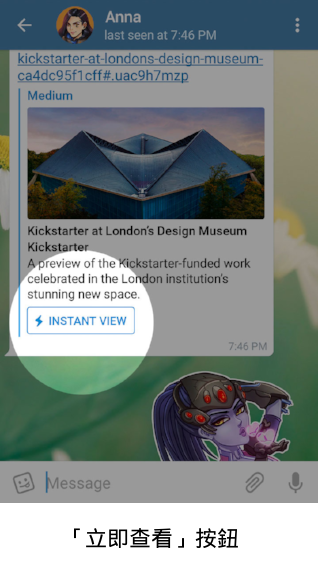 Anna
last seen at 7:46 PM
kickstarter-at-londons-design-museum-
ca4dc95f1cff#.uac9h7mzp
Medium
Kickstarter at London's Design Museum
Kickstarter
A preview of the Kickstarter-funded work
celebrated in the London institution's
stunning new space.
INSTANT VIEW
7:46 PM
Message
「立即查看」按鈕